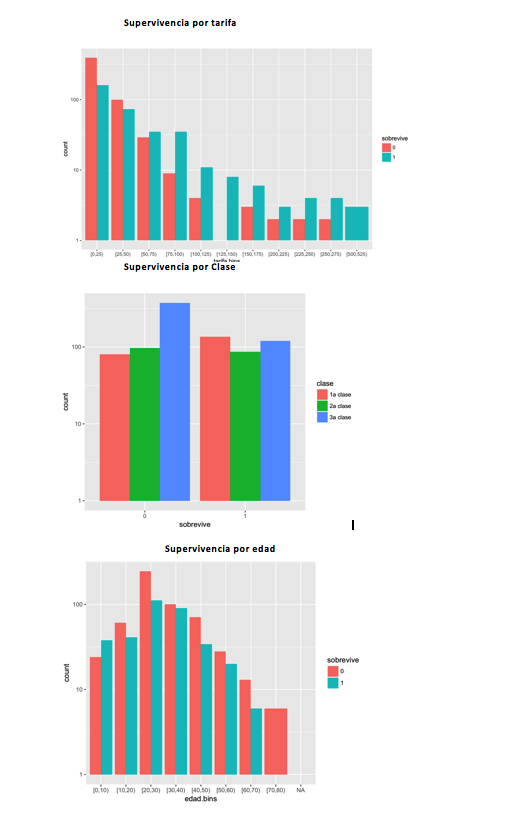 Supervivencia por tarifa
100
10
1
count
[0,25) [25,50) [50,75) [75,100) [100,125) [125,150) [150,175) [200,225) [225,250) [250,275) [500,525)
tarifa.bins
sobrevive
0
1
Supervivencia por Clase
100
10
1
count
0 1
sobrevive
clase
1a clase
2a clase
3a clase
Supervivencia por edad
100
10
1
count
[0,10) [10,20) [20,30) [30,40) [40,50) [50,60) [60,70) [70,80) NA
edad.bins
sobrevive
0
1